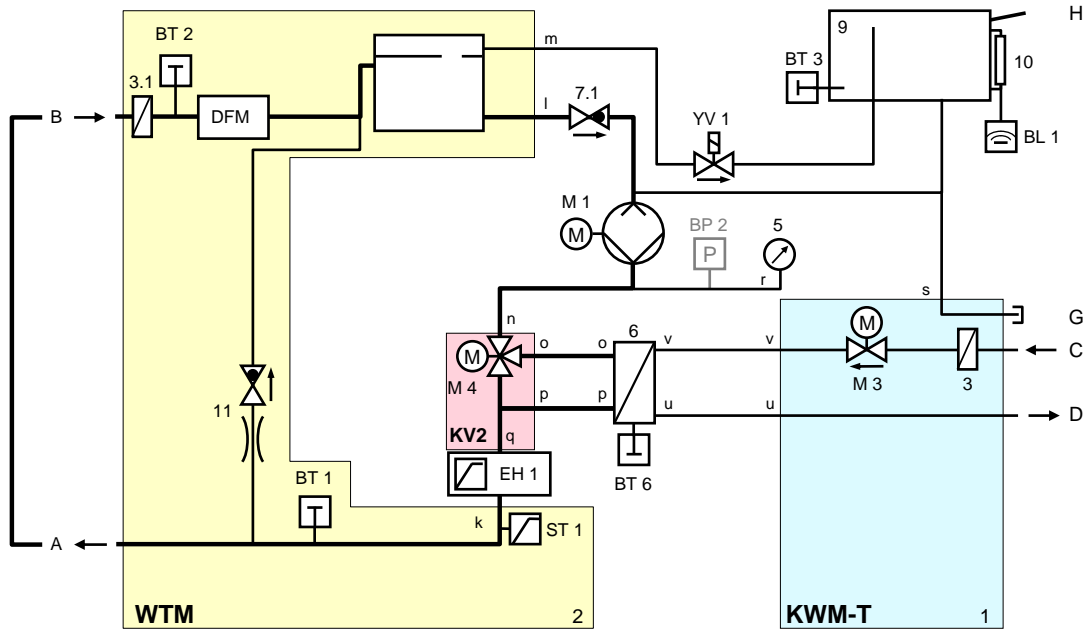 H
m
9
BT 2
10
BT 3
3.1
7.1
l
B
DFM
YV 1
BL 1
M 1
BP 2
5
M
P
r
s
G
n
M
6
o
o
v
v
C
M
M 4
M 3
3
11
p
p
u
u
D
KV2
q
EH 1
BT 1
BT 6
k
ST 1
A
WTM
2
KWM-T
1